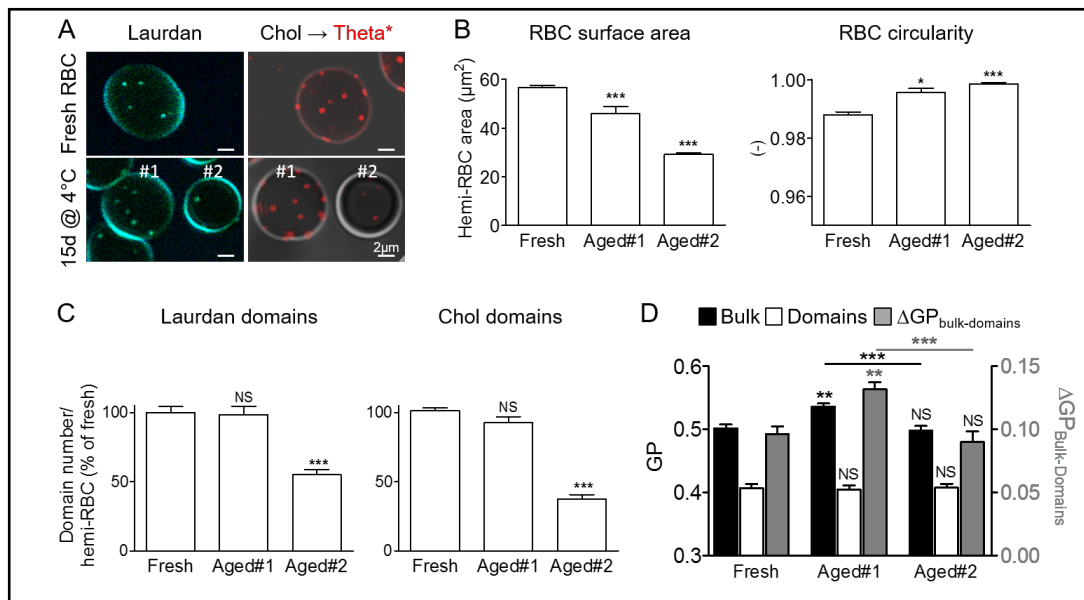 A
Laurdan
Chol → Theta*
Fresh RBC
15d @ 4°C
#1
#2
#1
#2
2µm
B
RBC surface area
RBC circularity
Hemi-RBC area (µm²)
60
40
20
0
***
***
Fresh
Aged#1
Aged#2
(-)
1.00
0.98
0.96
*
***
Fresh
Aged#1
Aged#2
C
Laurdan domains
Chol domains
Domain number/
hemi-RBC (% of fresh)
100
50
0
NS
***
Fresh
Aged#1
Aged#2
100
50
0
NS
***
Fresh
Aged#1
Aged#2
D
Bulk
Domains
ΔGPbulk-domains
***
***
GP
0.6
0.5
0.4
0.3
**
NS
**
NS
NS
NS
0.15
0.10
0.05
0.00
ΔGPBulk-Domains
Fresh
Aged#1
Aged#2